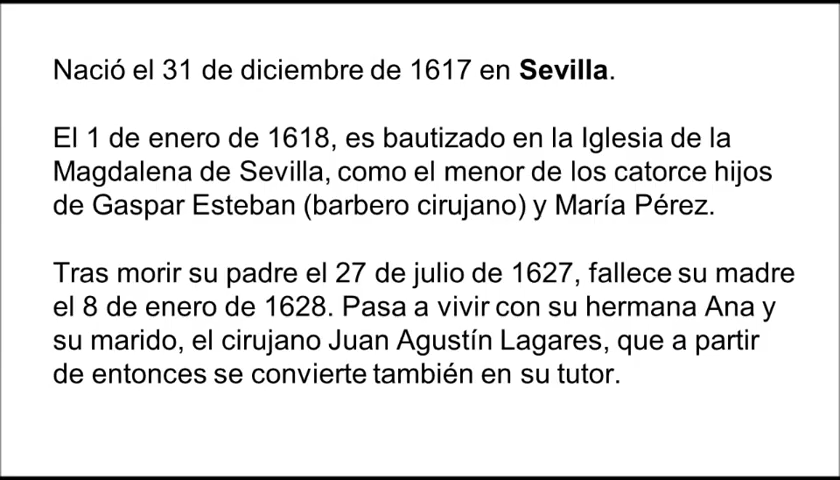 Nació el 31 de diciembre de 1617 en Sevilla.
El 1 de enero de 1618, es bautizado en la Iglesia de la
Magdalena de Sevilla, como el menor de los catorce hijos
de Gaspar Esteban (barbero cirujano) y María Pérez.
Tras morir su padre el 27 de julio de 1627, fallece su madre
el 8 de enero de 1628. Pasa a vivir con su hermana Ana y
su marido, el cirujano Juan Agustín Lagares, que a partir
de entonces se convierte también en su tutor.